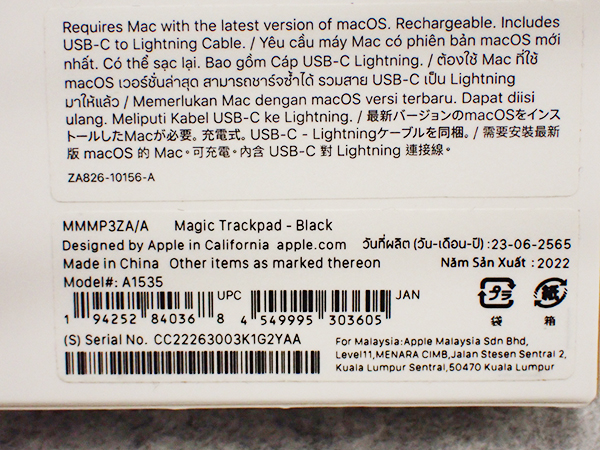 Requires Mac with the latest version of macOS. Rechargeable. Includes
USB-C to Lightning Cable. / Yêu cầu máy Mac có phiên bản macOS mới
nhất. Có thể sạc lại. Bao gồm Cáp USB-C Lightning. / ต้องใช้ Mac ที่ใช้
macOS เวอร์ชั่นล่าสุด สามารถชาร์จซ้ำได้ รวมสาย USB-C เป็น Lightning
มาให้แล้ว / Memerlukan Mac dengan macOS versi terbaru. Dapat diisi
ulang. Meliputi Kabel USB-C ke Lightning. / 最新バージョンのmacOSをインス
トールしたMacが必要。充電式。USB-C - Lightningケーブルを同梱。/ 需要安裝最新
版 macOS 的 Mac。可充電。內含 USB-C 對 Lightning 連接線。
ZA826-10156-A
MMMP3ZA/A Magic Trackpad - Black
Designed by Apple in California apple.com วันที่ผลิต (วัน-เดือน-ปี) :23-06-2565
Made in China Other items as marked thereon Năm Sản Xuất : 2022
Model#: A1535
UPC JAN
1 94252 84036 8 4 549995 303605
プラ 紙
袋 箱
(S) Serial No. CC22263003K1G2YAA
For Malaysia:Apple Malaysia Sdn Bhd,
Level11,MENARA CIMB,Jalan Stesen Sentral 2,
Kuala Lumpur Sentral,50470 Kuala Lumpur